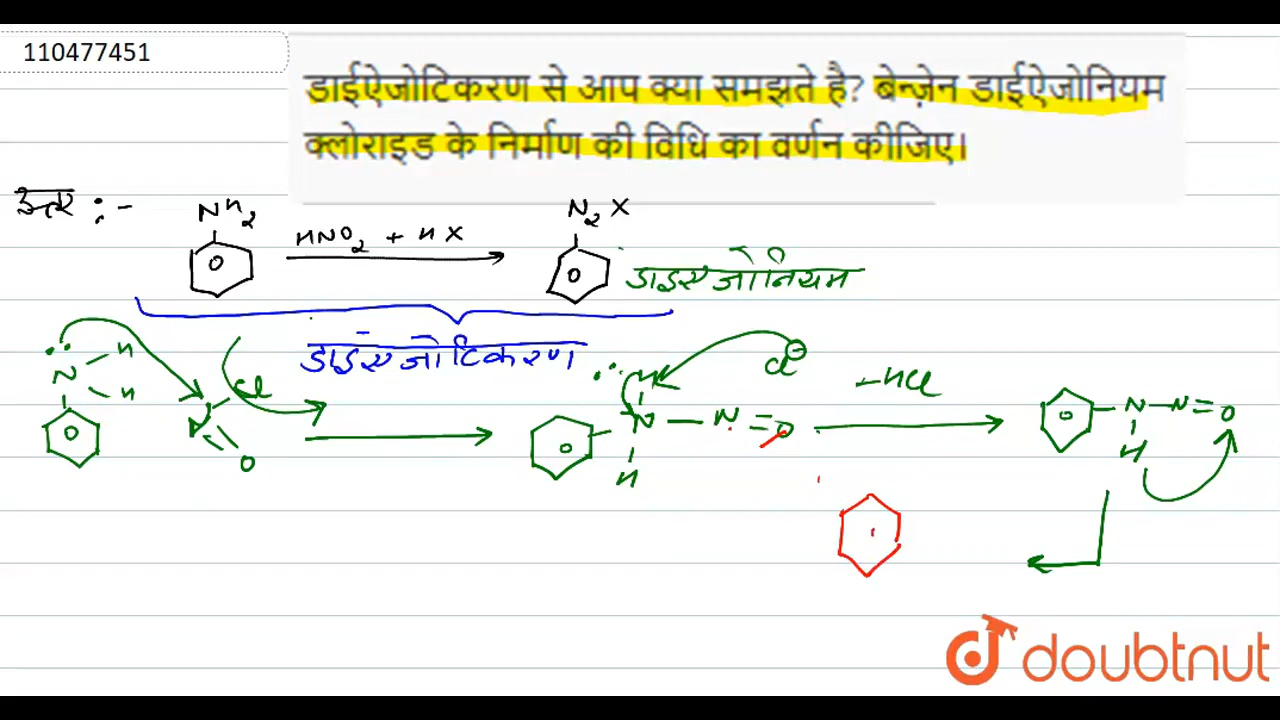 110477451
डाईऐजोटिकरण से आप क्या समझते है? बेन्ज़ेन डाईऐजोनियम
क्लोराइड के निर्माण की विधि का वर्णन कीजिए।
उत्तर :-
NH2
HNO2 + HX
N2X
डाइएजोनियम
डाइएजोटिकरण
N H H
Cl N O
H N H N = O
Cl⊖
-HCl
N N = O H
doubtnut